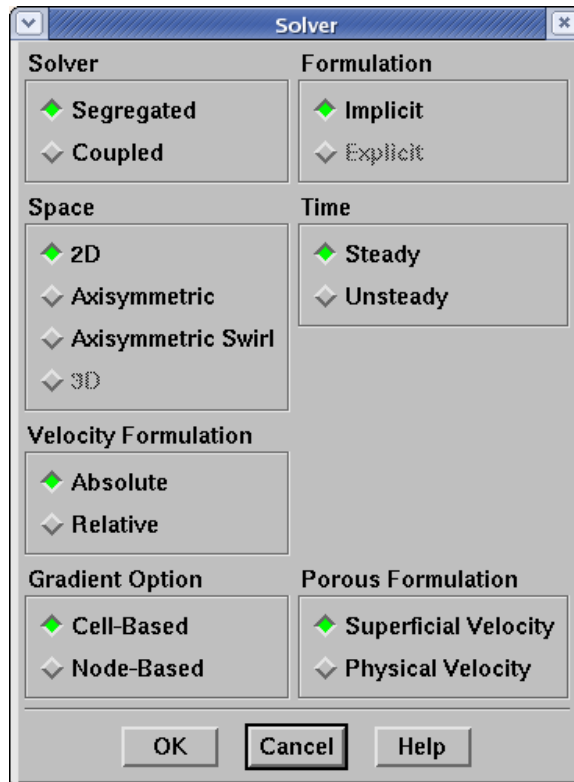 Solver
Solver
Segregated
Coupled
Formulation
Implicit
Explicit
Space
2D
Axisymmetric
Axisymmetric Swirl
3D
Time
Steady
Unsteady
Velocity Formulation
Absolute
Relative
Gradient Option
Cell-Based
Node-Based
Porous Formulation
Superficial Velocity
Physical Velocity
OK
Cancel
Help